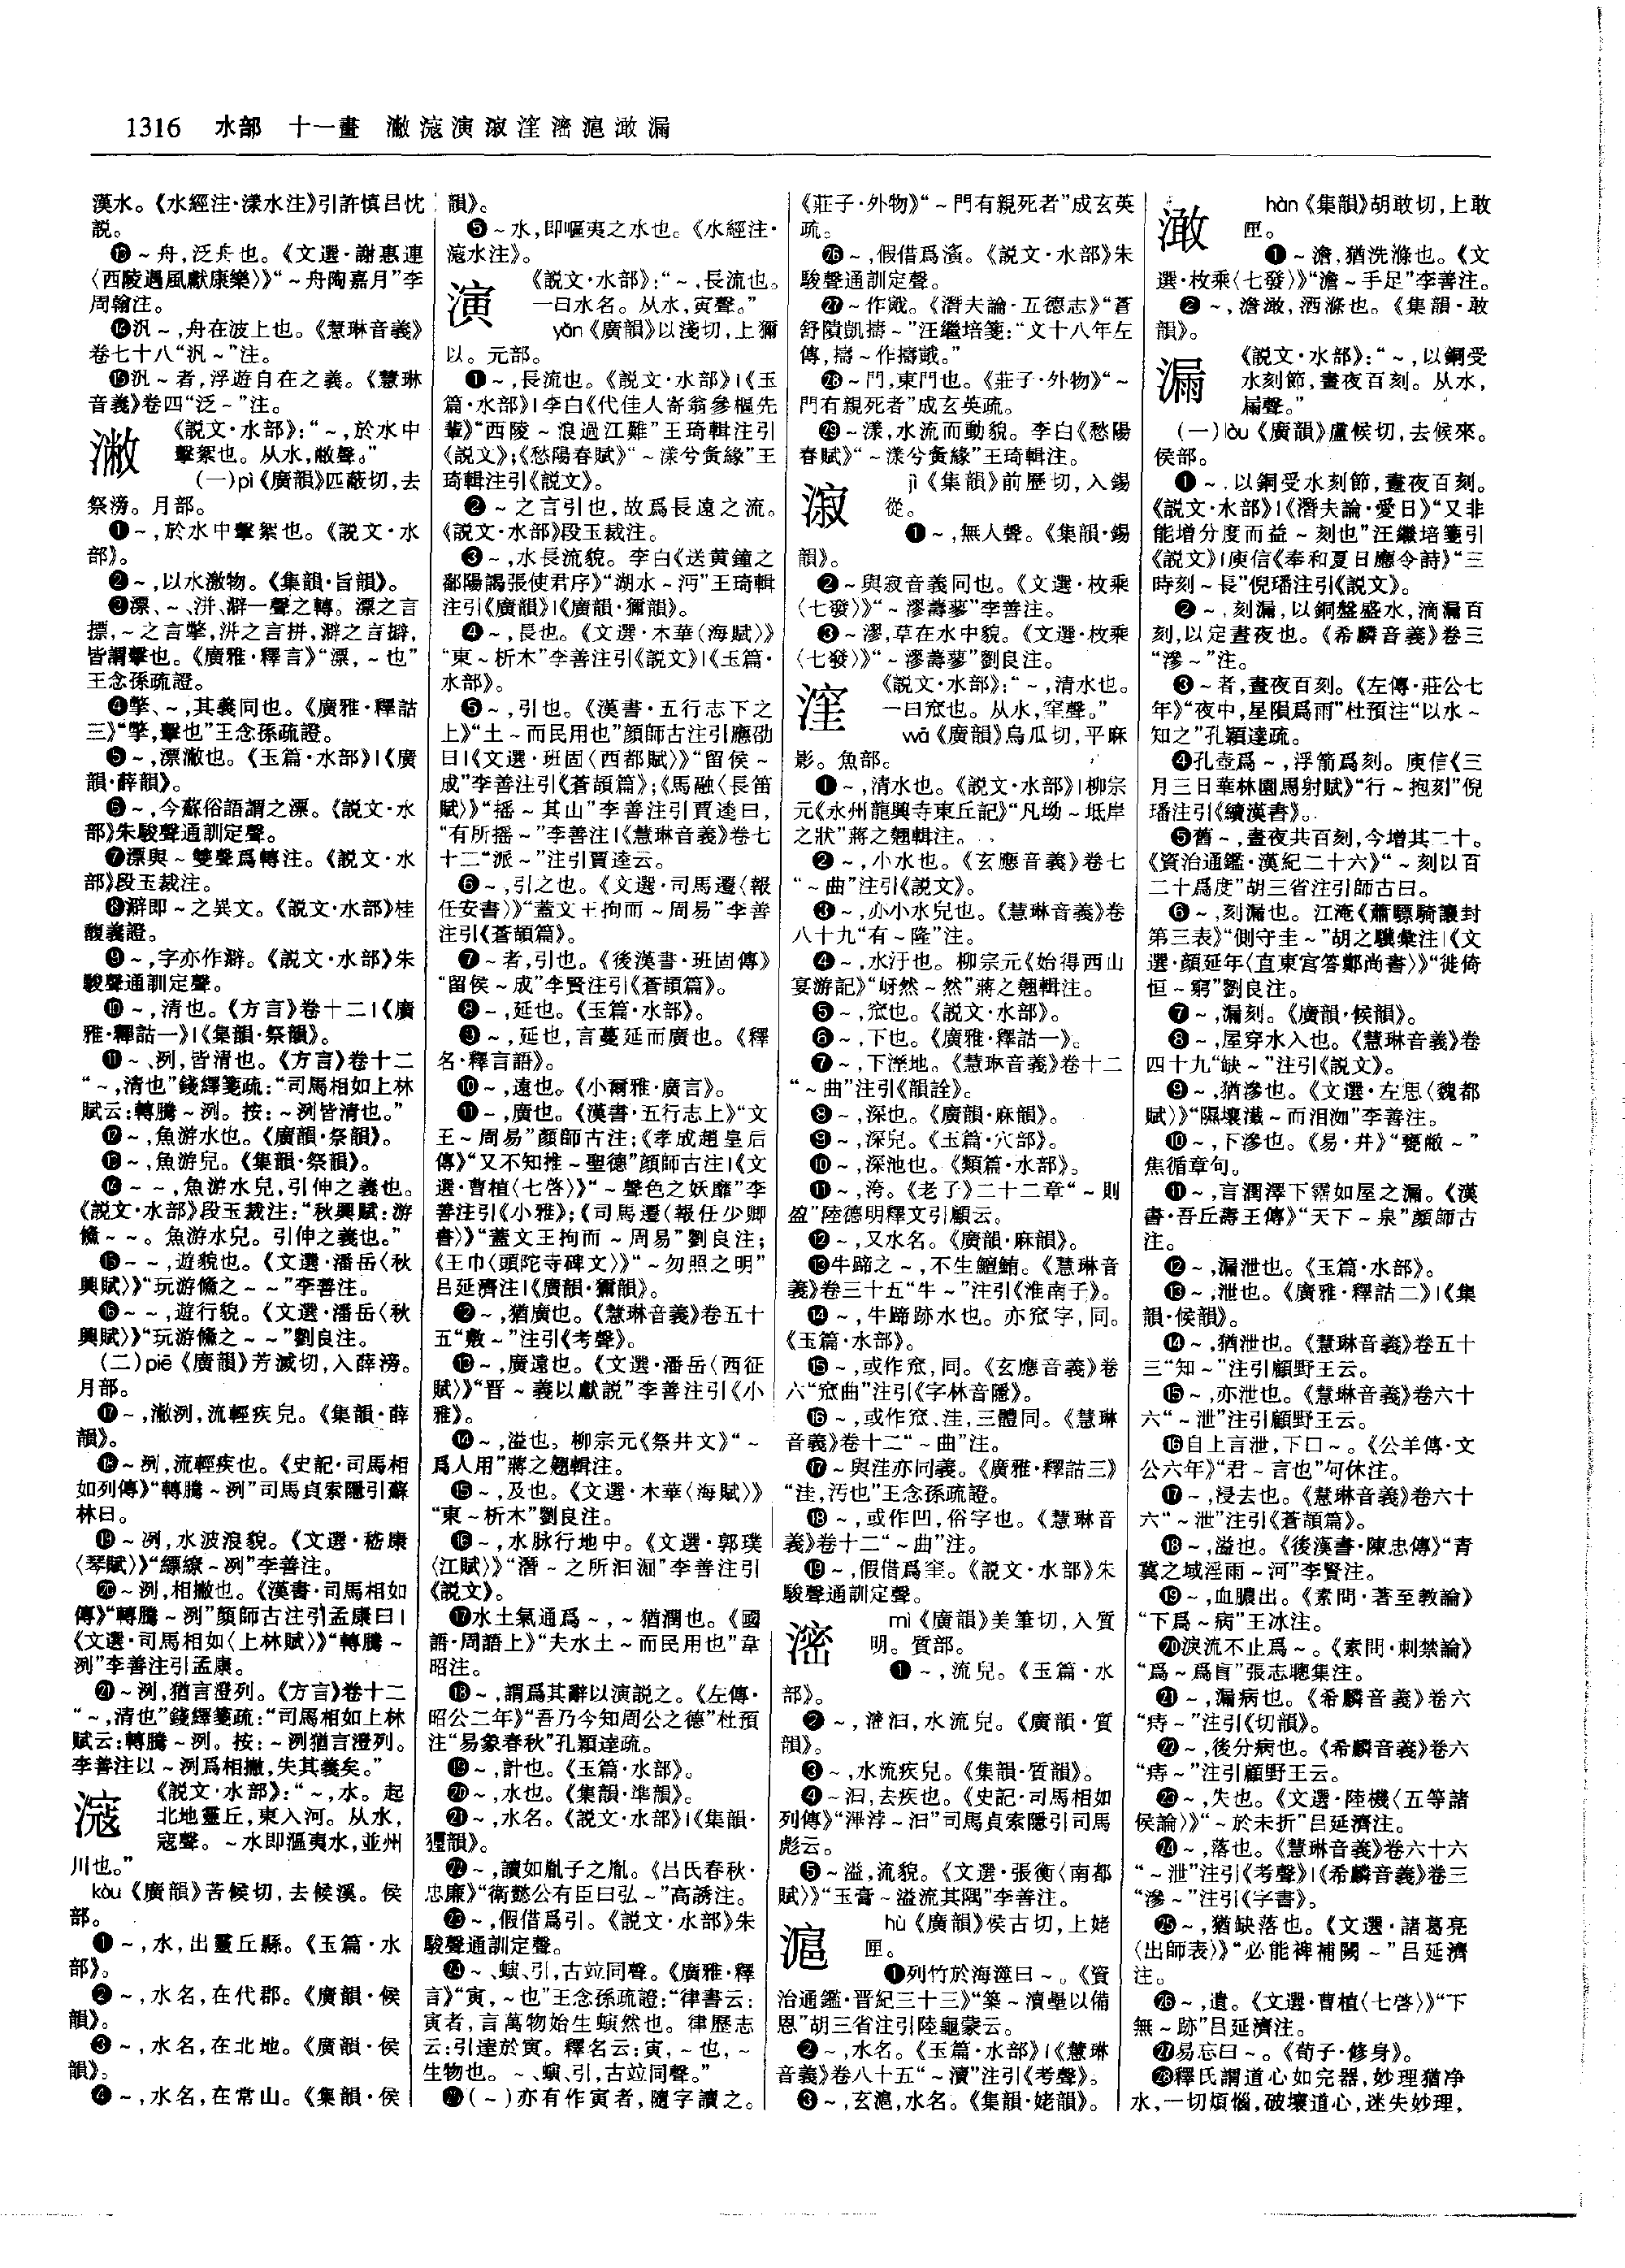 1316 水部 十一畫 潎滱演漃漥滵滬澉漏
漢水。《水經注·漾水注》引許慎吕忱
説。
⓭～舟,泛舟也。《文選·謝惠連
〈西陵遇風獻康樂〉》“～舟陶嘉月”李
周翰注。
⓮汎～,舟在波上也。《慧琳音義》
卷七十八“汎～”注。
⓯汎～者,浮遊自在之義。《慧琳
音義》卷四“泛～”注。
潎
《説文·水部》:“～,於水中
擊絮也。从水,敝聲。”
(一)pì《廣韻》匹蔽切,去
祭滂。月部。
❶～,於水中擊絮也。《説文·水
部》。
❷～,以水激物。《集韻·旨韻》。
❸漂、～、洴、澼一聲之轉。漂之言
摽,～之言擎,洴之言拼,澼之言擗,
皆謂擊也。《廣雅·釋言》“漂,～也”
王念孫疏證。
❹擎、～,其義同也。《廣雅·釋詁
三》“擎,擊也”王念孫疏證。
❺～,漂潎也。《玉篇·水部》|《廣
韻·薛韻》。
❻～,今蘇俗語謂之漂。《説文·水
部》朱駿聲通訓定聲。
❼漂與～雙聲爲轉注。《説文·水
部》段玉裁注。
❽澼即～之異文。《説文·水部》桂
馥義證。
❾～,字亦作澼。《説文·水部》朱
駿聲通訓定聲。
❿～,清也。《方言》卷十二|《廣
雅·釋詁一》|《集韻·祭韻》。
⓫～、洌,皆清也。《方言》卷十二
“～,清也”錢繹箋疏:“司馬相如上林
賦云:轉騰～洌。按:～洌皆清也。”
⓬～,魚游水也。《廣韻·祭韻》。
⓭～,魚游皃。《集韻·祭韻》。
⓮～～,魚游水皃,引伸之義也。
《説文·水部》段玉裁注:“秋興賦:游
鯈～～。魚游水皃。引伸之義也。”
⓯～～,遊貌也。《文選·潘岳〈秋
興賦〉》“玩游鯈之～～”李善注。
⓰～～,遊行貌。《文選·潘岳〈秋
興賦〉》“玩游鯈之～～”劉良注。
(二)piē《廣韻》芳滅切,入薛滂。
月部。
⓱～,潎洌,流輕疾皃。《集韻·薛
韻》。
⓲～洌,流輕疾也。《史記·司馬相
如列傳》“轉騰～洌”司馬貞索隱引蘇
林曰。
⓳～洌,水波浪貌。《文選·嵇康
〈琴賦〉》“縹繚～洌”李善注。
⓴～洌,相撇也。《漢書·司馬相如
傳》“轉騰～洌”顔師古注引孟康曰|
《文選·司馬相如〈上林賦〉》“轉騰～
洌”李善注引孟康。
㉑～洌,猶言澄列。《方言》卷十二
“～,清也”錢繹箋疏:“司馬相如上林
賦云:轉騰～洌。按:～洌猶言澄列。
李善注以～洌爲相撇,失其義矣。”
滱
《説文·水部》:“～,水。起
北地靈丘,東入河。从水,
寇聲。～水即漚夷水,並州
川也。”
kòu《廣韻》苦候切,去候溪。侯
部。
❶～,水,出靈丘縣。《玉篇·水
部》。
❷～,水名,在代郡。《廣韻·候
韻》。
❸～,水名,在北地。《廣韻·侯
韻》。
❹～,水名,在常山。《集韻·侯
韻》。
❺～水,即嘔夷之水也。《水經注·
滱水注》。
演
《説文·水部》:“～,長流也。
一曰水名。从水,寅聲。”
yǎn《廣韻》以淺切,上獮
以。元部。
❶～,長流也。《説文·水部》|《玉
篇·水部》|李白《代佳人寄翁參樞先
輩》“西陵～浪過江難”王琦輯注引
《説文》;《愁陽春賦》“～漾兮夤緣”王
琦輯注引《説文》。
❷～之言引也,故爲長遠之流。
《説文·水部》段玉裁注。
❸～,水長流貌。李白《送黄鐘之
鄱陽謁張使君序》“湖水～沔”王琦輯
注引《廣韻》|《廣韻·獮韻》。
❹～,長也。《文選·木華〈海賦〉》
“東～析木”李善注引《説文》|《玉篇·
水部》。
❺～,引也。《漢書·五行志下之
上》“土～而民用也”顔師古注引應劭
曰|《文選·班固〈西都賦〉》“留侯～
成”李善注引《蒼頡篇》;《馬融〈長笛
賦〉》“摇～其山”李善注引賈逵曰,
“有所摇～”李善注|《慧琳音義》卷七
十二“派～”注引賈逵云。
❻～,引之也。《文選·司馬遷〈報
任安書〉》“蓋文王拘而～周易”李善
注引《蒼頡篇》。
❼～者,引也。《後漢書·班固傳》
“留侯～成”李賢注引《蒼頡篇》。
❽～,延也。《玉篇·水部》。
❾～,延也,言蔓延而廣也。《釋
名·釋言語》。
❿～,遠也。《小爾雅·廣言》。
⓫～,廣也。《漢書·五行志上》“文
王～周易”顔師古注;《孝成趙皇后
傳》“又不知推～聖德”顔師古注|《文
選·曹植〈七啓〉》“～聲色之妖靡”李
善注引《小雅》;《司馬遷〈報任少卿
書〉》“蓋文王拘而～周易”劉良注;
《王巾〈頭陀寺碑文〉》“～勿照之明”
吕延濟注|《廣韻·獮韻》。
⓬～,猶廣也。《慧琳音義》卷五十
五“敷～”注引《考聲》。
⓭～,廣遠也。《文選·潘岳〈西征
賦〉》“晋～義以獻説”李善注引《小
雅》。
⓮～,溢也。柳宗元《祭井文》“～
爲人用”蔣之翹輯注。
⓯～,及也。《文選·木華〈海賦〉》
“東～析木”劉良注。
⓰～,水脉行地中。《文選·郭璞
〈江賦〉》“潛～之所汩淈”李善注引
《説文》。
⓱水土氣通爲～,～猶潤也。《國
語·周語上》“夫水土～而民用也”韋
昭注。
⓲～,謂爲其辭以演説之。《左傳·
昭公二年》“吾乃今知周公之德”杜預
注“易象春秋”孔穎達疏。
⓳～,計也。《玉篇·水部》。
⓴～,水也。《集韻·準韻》。
㉑～,水名。《説文·水部》|《集韻·
獮韻》。
㉒～,讀如胤子之胤。《吕氏春秋·
忠廉》“衛懿公有臣曰弘～”高誘注。
㉓～,假借爲引。《説文·水部》朱
駿聲通訓定聲。
㉔～、螾、引,古竝同聲。《廣雅·釋
言》“寅,～也”王念孫疏證:“律書云:
寅者,言萬物始生螾然也。律歷志
云:引達於寅。釋名云:寅,～也,～
生物也。～、螾、引,古竝同聲。”
㉕(～)亦有作寅者,隨字讀之。
《莊子·外物》“～門有親死者”成玄英
疏。
㉖～,假借爲濱。《説文·水部》朱
駿聲通訓定聲。
㉗～作戭。《潛夫論·五德志》“蒼
舒隤凱擣～”汪繼培箋:“文十八年左
傳,擣～作擣戭。”
㉘～門,東門也。《莊子·外物》“～
門有親死者”成玄英疏。
㉙～漾,水流而動貌。李白《愁陽
春賦》“～漾兮夤緣”王琦輯注。
漃
jì《集韻》前歷切,入錫
從。
❶～,無人聲。《集韻·錫
韻》。
❷～與寂音義同也。《文選·枚乘
〈七發〉》“～漻薵蓼”李善注。
❸～漻,草在水中貌。《文選·枚乘
〈七發〉》“～漻薵蓼”劉良注。
漥
《説文·水部》:“～,清水也。
一曰窊也。从水,窐聲。”
wā《廣韻》烏瓜切,平麻
影。魚部。
❶～,清水也。《説文·水部》|柳宗
元《永州龍興寺東丘記》“凡坳～坻岸
之狀”蔣之翹輯注。
❷～,小水也。《玄應音義》卷七
“～曲”注引《説文》。
❸～,亦小水皃也。《慧琳音義》卷
八十九“有～隆”注。
❹～,水汙也。柳宗元《始得西山
宴游記》“岈然～然”蔣之翹輯注。
❺～,窊也。《説文·水部》。
❻～,下也。《廣雅·釋詁一》。
❼～,下溼地。《慧琳音義》卷十二
“～曲”注引《韻詮》。
❽～,深也。《廣韻·麻韻》。
❾～,深皃。《玉篇·穴部》。
❿～,深池也。《類篇·水部》。
⓫～,洿。《老子》二十二章“～則
盈”陸德明釋文引顧云。
⓬～,又水名。《廣韻·麻韻》。
⓭牛蹄之～,不生鱣鮪。《慧琳音
義》卷三十五“牛～”注引《淮南子》。
⓮～,牛蹄跡水也。亦窊字,同。
《玉篇·水部》。
⓯～,或作窊,同。《玄應音義》卷
六“窊曲”注引《字林音隱》。
⓰～,或作窊、洼,三體同。《慧琳
音義》卷十二“～曲”注。
⓱～與洼亦同義。《廣雅·釋詁三》
“洼,汚也”王念孫疏證。
⓲～,或作凹,俗字也。《慧琳音
義》卷十二“～曲”注。
⓳～,假借爲窐。《説文·水部》朱
駿聲通訓定聲。
滵
mì《廣韻》美筆切,入質
明。質部。
❶～,流皃。《玉篇·水
部》。
❷～,滵汩,水流皃。《廣韻·質
韻》。
❸～,水流疾皃。《集韻·質韻》。
❹～汩,去疾也。《史記·司馬相如
列傳》“滭浡～汩”司馬貞索隱引司馬
彪云。
❺～溢,流貌。《文選·張衡〈南都
賦〉》“玉膏～溢流其隅”李善注。
滬
hù《廣韻》侯古切,上姥
匣。
❶列竹於海澨曰～。《資
治通鑑·晋紀三十三》“築～瀆壘以備
恩”胡三省注引陸龜蒙云。
❷～,水名。《玉篇·水部》|《慧琳
音義》卷八十五“～瀆”注引《考聲》。
❸～,玄滬,水名。《集韻·姥韻》。
澉
hàn《集韻》胡敢切,上敢
匣。
❶～澹,猶洗滌也。《文
選·枚乘〈七發〉》“澹～手足”李善注。
❷～,澹澉,洒滌也。《集韻·敢
韻》。
漏
《説文·水部》:“～,以銅受
水刻節,晝夜百刻。从水,
屚聲。”
(一)lòu《廣韻》盧候切,去候來。
侯部。
❶～,以銅受水刻節,晝夜百刻。
《説文·水部》|《潛夫論·愛日》“又非
能增分度而益～刻也”汪繼培箋引
《説文》|庾信《奉和夏日應令詩》“三
時刻～長”倪璠注引《説文》。
❷～,刻漏,以銅盤盛水,滴漏百
刻,以定晝夜也。《希麟音義》卷三
“滲～”注。
❸～者,晝夜百刻。《左傳·莊公七
年》“夜中,星隕爲雨”杜預注“以水～
知之”孔穎達疏。
❹孔壺爲～,浮箭爲刻。庾信《三
月三日華林園馬射賦》“行～抱刻”倪
璠注引《續漢書》。
❺舊～,晝夜共百刻,今增其二十。
《資治通鑑·漢紀二十六》“～刻以百
二十爲度”胡三省注引師古曰。
❻～,刻漏也。江淹《蕭驃騎讓封
第三表》“側守圭～”胡之驥彙注|《文
選·顔延年〈直東宫答鄭尚書〉》“徙倚
恒～窮”劉良注。
❼～,漏刻。《廣韻·候韻》。
❽～,屋穿水入也。《慧琳音義》卷
四十九“缺～”注引《説文》。
❾～,猶滲也。《文選·左思〈魏都
賦〉》“隰壤瀸～而沮洳”李善注。
❿～,下滲也。《易·井》“甕敝～”
焦循章句。
⓫～,言潤澤下霑如屋之漏。《漢
書·吾丘壽王傳》“天下～泉”顔師古
注。
⓬～,漏泄也。《玉篇·水部》。
⓭～,泄也。《廣雅·釋詁二》|《集
韻·侯韻》。
⓮～,猶泄也。《慧琳音義》卷五十
三“知～”注引顧野王云。
⓯～,亦泄也。《慧琳音義》卷六十
六“～泄”注引顧野王云。
⓰自上言泄,下曰～。《公羊傳·文
公六年》“君～言也”何休注。
⓱～,浸去也。《慧琳音義》卷六十
六“～泄”注引《蒼頡篇》。
⓲～,溢也。《後漢書·陳忠傳》“青
冀之域淫雨～河”李賢注。
⓳～,血膿出。《素問·著至教論》
“下爲～病”王冰注。
⓴淚流不止爲～。《素問·刺禁論》
“爲～爲盲”張志聰集注。
㉑～,漏病也。《希麟音義》卷六
“痔～”注引《切韻》。
㉒～,後分病也。《希麟音義》卷六
“痔～”注引顧野王云。
㉓～,失也。《文選·陸機〈五等諸
侯論〉》“～於未折”吕延濟注。
㉔～,落也。《慧琳音義》卷六十六
“～泄”注引《考聲》|《希麟音義》卷三
“滲～”注引《字書》。
㉕～,猶缺落也。《文選·諸葛亮
〈出師表〉》“必能裨補闕～”吕延濟
注。
㉖～,遺。《文選·曹植〈七啓〉》“下
無～跡”吕延濟注。
㉗易忘曰～。《荀子·修身》。
㉘釋氏謂道心如完器,妙理猶净
水,一切煩惱,破壞道心,迷失妙理,